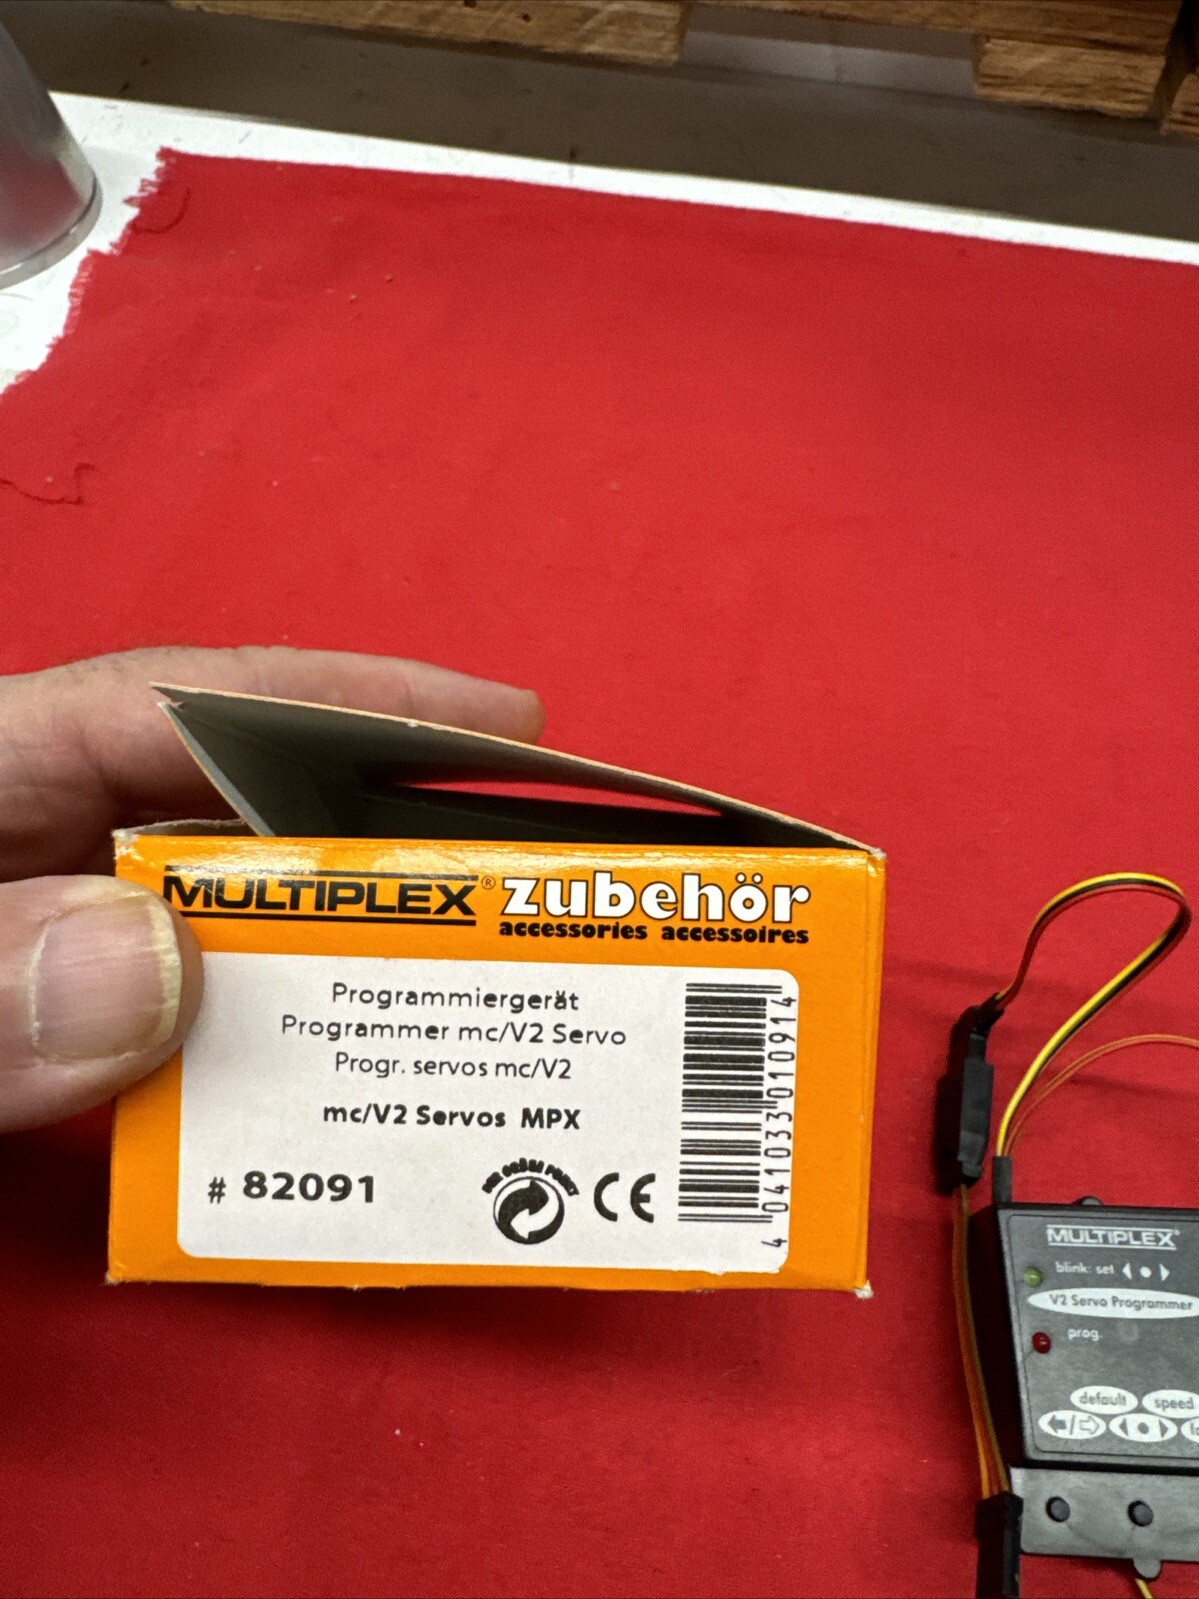 MULTIPLEX® zubehör
accessories accessoires
Programmiergerät
Programmer mc/V2 Servo
Progr. servos mc/V2
mc/V2 Servos MPX
# 82091
CE
4 041033 010914
MULTIPLEX®
blink: set
V2 Servo Programmer
prog.
default speed